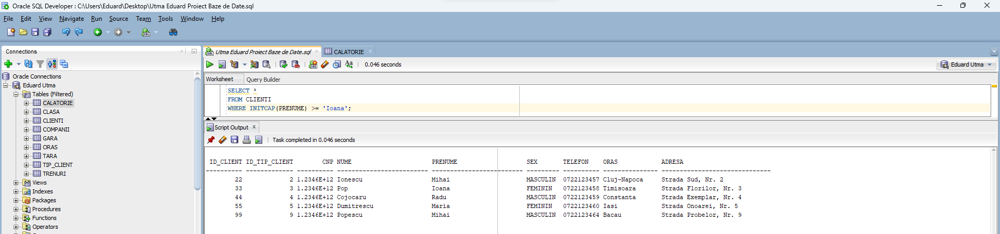 Oracle SQL Developer : C:\Users\Eduard\Desktop\Utma Eduard Proiect Baze de Date.sql
File Edit View Navigate Run Source Team Tools Window Help
Connections
Oracle Connections
Eduard Utma
Tables (Filtered)
CALATORIE
CLASA
CLIENTI
COMPANII
GARA
ORAS
TARA
TIP_CLIENT
TRENURI
Views
Indexes
Packages
Procedures
Functions
Operators
Utma Eduard Proiect Baze de Date.sql CALATORIE
0.046 seconds Eduard Utma
Worksheet Query Builder
SELECT *
FROM CLIENTI
WHERE INITCAP(PRENUME) >= 'Ioana';
Script Output
Task completed in 0.046 seconds
ID_CLIENT ID_TIP_CLIENT CNP NUME PRENUME SEX TELEFON ORAS ADRESA
22 2 1.2346E+12 Ionescu Mihai MASCULIN 0722123457 Cluj-Napoca Strada Sud, Nr. 2
33 3 1.2346E+12 Pop Ioana FEMININ 0722123458 Timisoara Strada Florilor, Nr. 3
44 4 1.2346E+12 Cojocaru Radu MASCULIN 0722123459 Constanta Strada Exemplar, Nr. 4
55 5 1.2346E+12 Dumitrescu Maria FEMININ 0722123460 Iasi Strada Onoarei, Nr. 5
99 9 1.2346E+12 Popescu Mihai MASCULIN 0722123464 Bacau Strada Probelor, Nr. 9